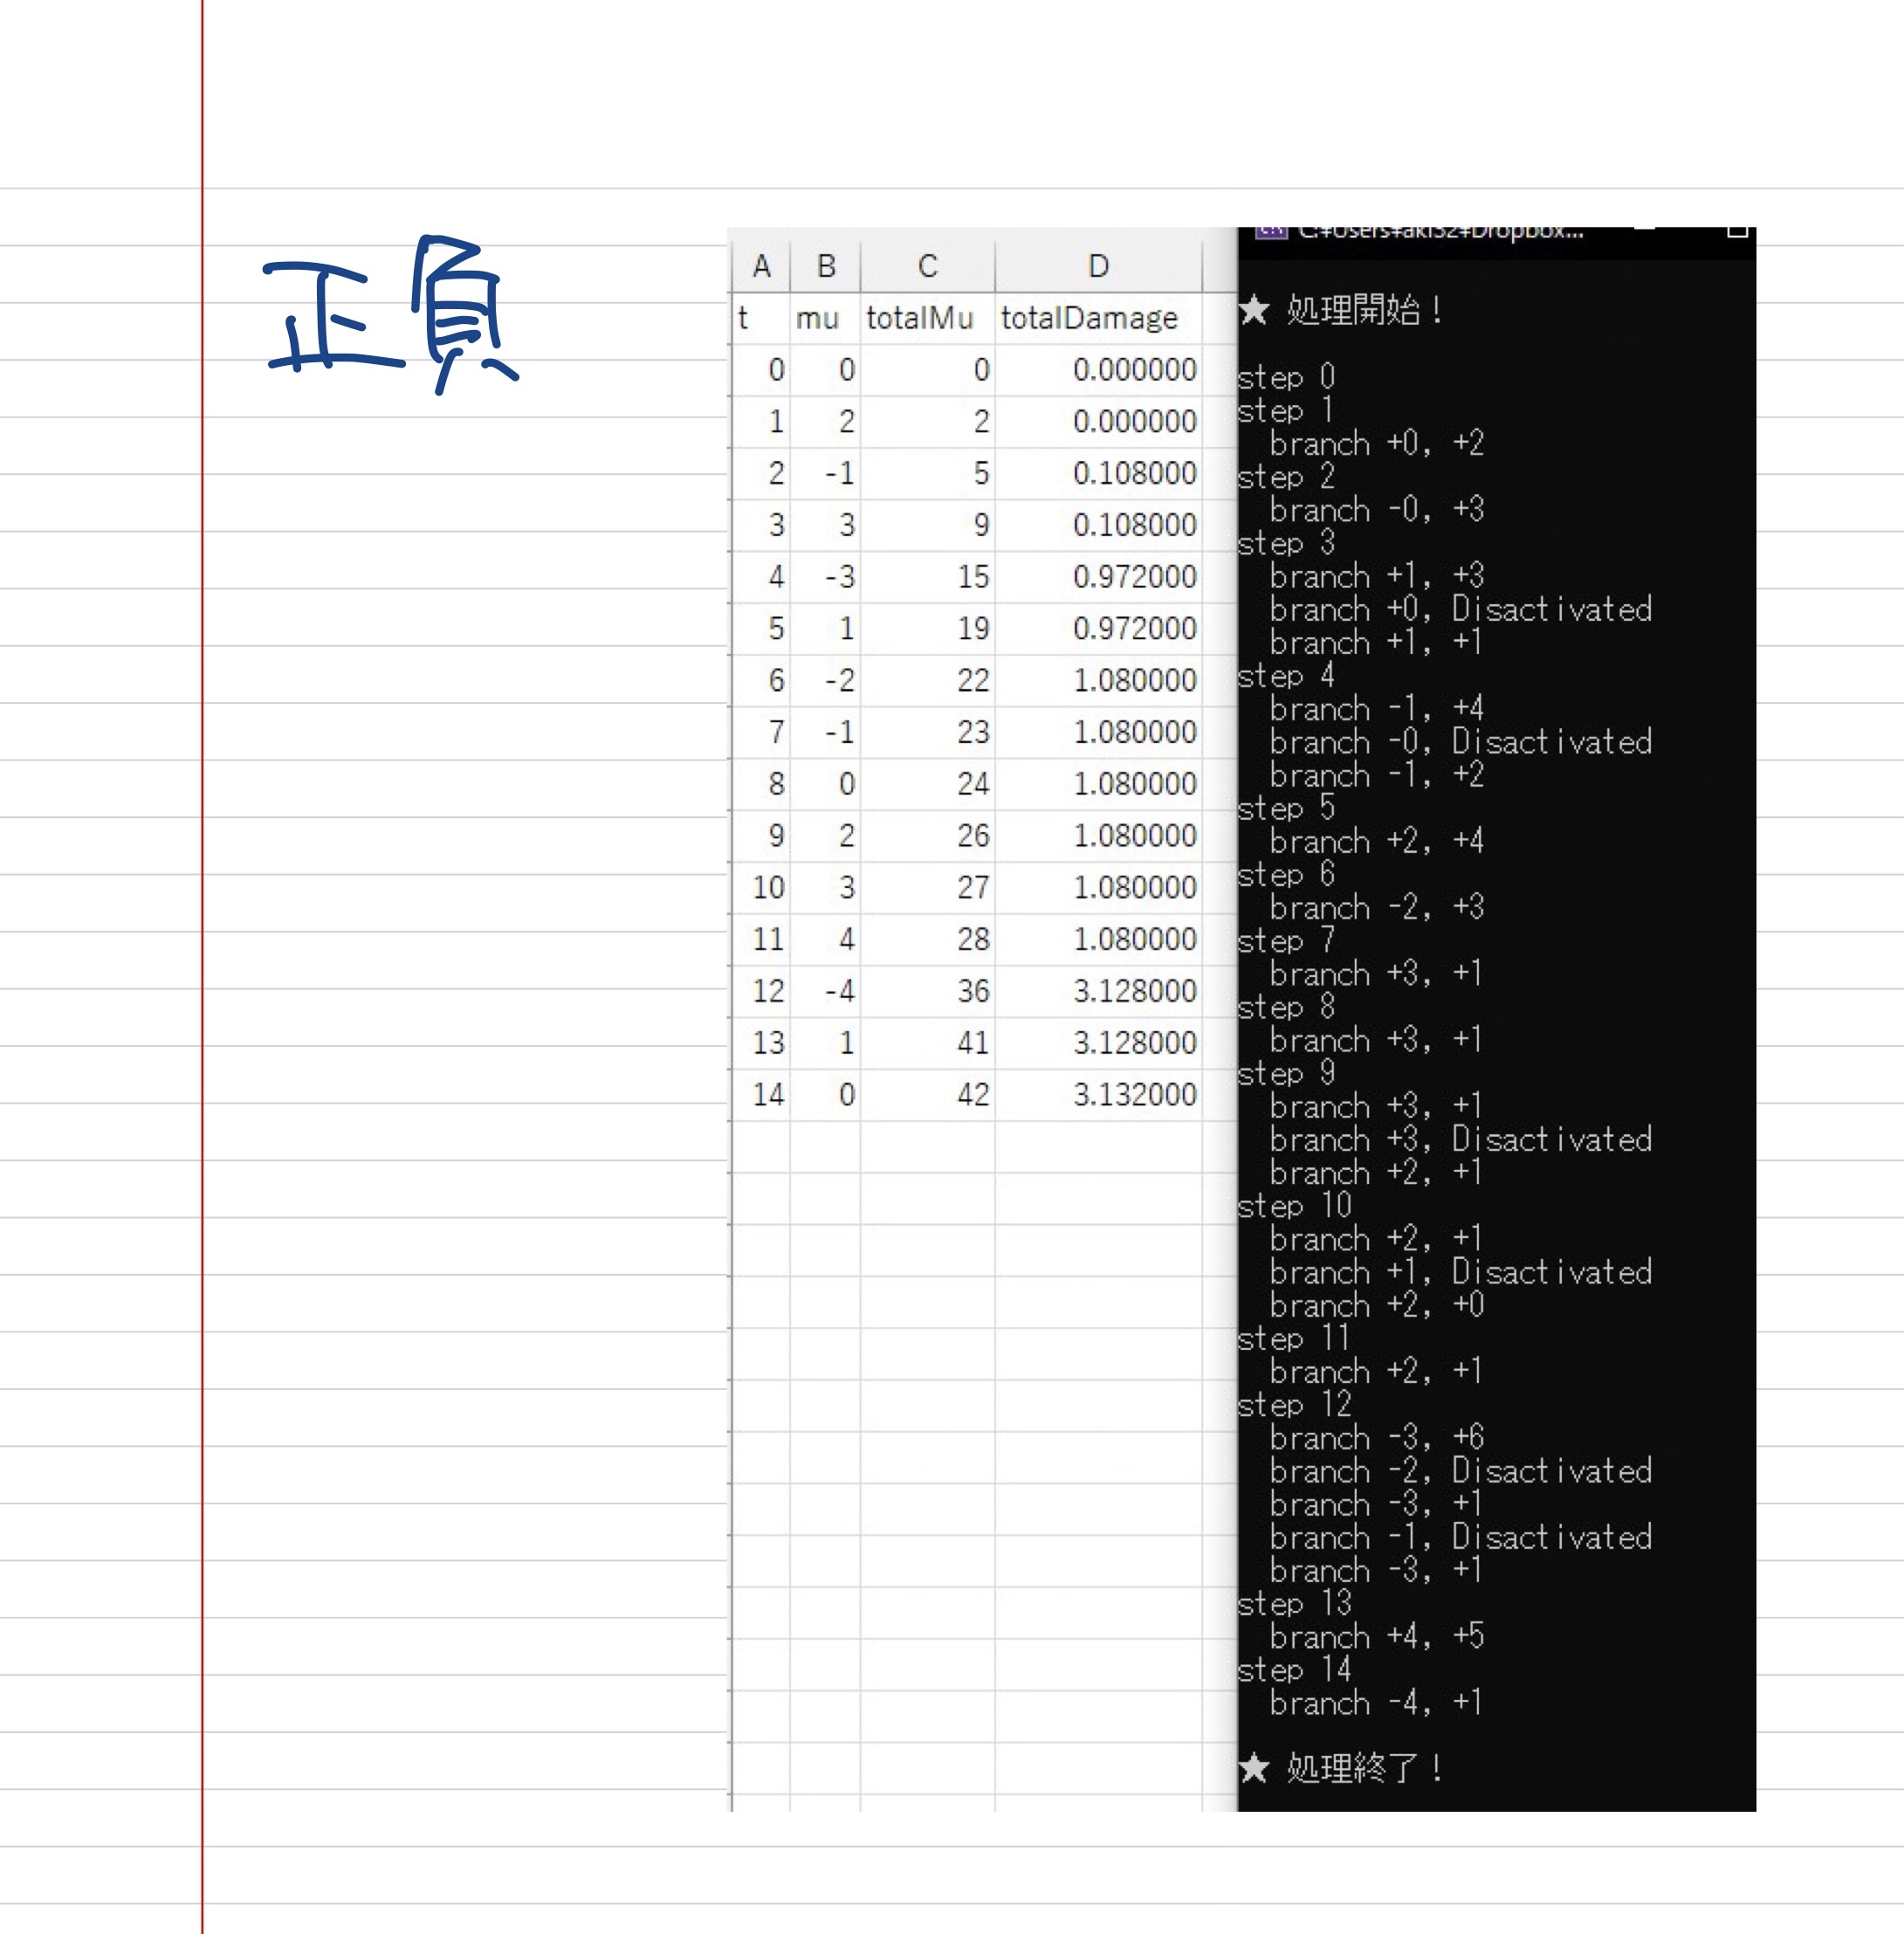 正負
A B C D
t mu totalMu totalDamage
0 0 0 0.000000
1 2 2 0.000000
2 -1 5 0.108000
3 3 9 0.108000
4 -3 15 0.972000
5 1 19 0.972000
6 -2 22 1.080000
7 -1 23 1.080000
8 0 24 1.080000
9 2 26 1.080000
10 3 27 1.080000
11 4 28 1.080000
12 -4 36 3.128000
13 1 41 3.128000
14 0 42 3.132000
C:¥Users¥aki32¥Dropbox...
★ 処理開始！
step 0
step 1
branch +0, +2
step 2
branch -0, +3
step 3
branch +1, +3
branch +0, Disactivated
branch +1, +1
step 4
branch -1, +4
branch -0, Disactivated
branch -1, +2
step 5
branch +2, +4
step 6
branch -2, +3
step 7
branch +3, +1
step 8
branch +3, +1
step 9
branch +3, +1
branch +3, Disactivated
branch +2, +1
step 10
branch +2, +1
branch +1, Disactivated
branch +2, +0
step 11
branch +2, +1
step 12
branch -3, +6
branch -2, Disactivated
branch -3, +1
branch -1, Disactivated
branch -3, +1
step 13
branch +4, +5
step 14
branch -4, +1
★ 処理終了！